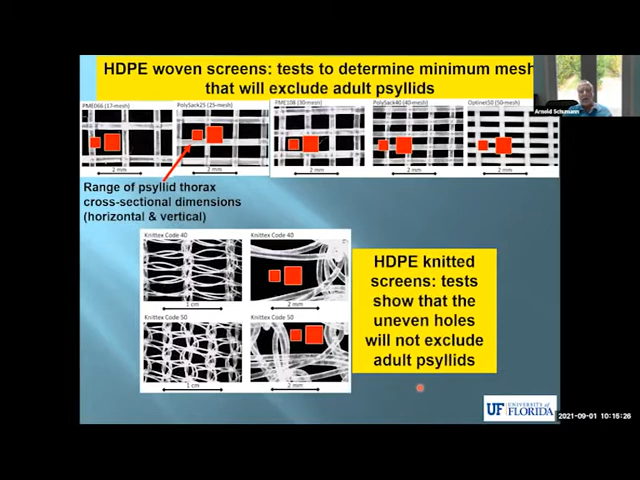 HDPE woven screens: tests to determine minimum mesh
that will exclude adult psyllids
PME066 (17-mesh)
PolySack25 (25-mesh)
PME108 (30-mesh)
PolySack40 (40-mesh)
Optinet50 (50-mesh)
2 mm
2 mm
2 mm
2 mm
2 mm
Arnold Schumann
Range of psyllid thorax
cross-sectional dimensions
(horizontal & vertical)
Knittex Code 40
Knittex Code 40
1 cm
2 mm
Knittex Code 50
Knittex Code 50
1 cm
2 mm
HDPE knitted
screens: tests
show that the
uneven holes
will not exclude
adult psyllids
UF UNIVERSITY of
FLORIDA
2021-09-01 10:15:26